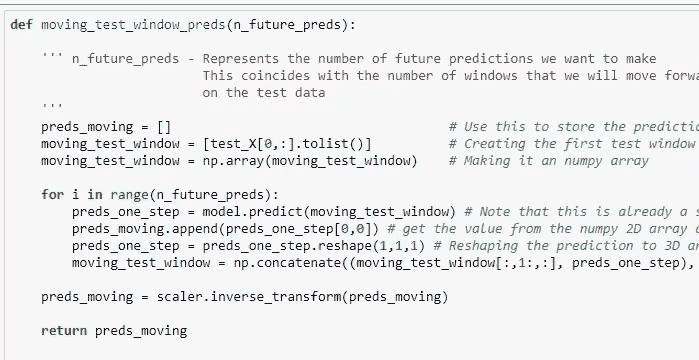 def moving_test_window_preds(n_future_preds):
''' n_future_preds - Represents the number of future predictions we want to make
This coincides with the number of windows that we will move forwa
on the test data
'''
preds_moving = [] # Use this to store the predictio
moving_test_window = [test_X[0,:].tolist()] # Creating the first test window
moving_test_window = np.array(moving_test_window) # Making it an numpy array
for i in range(n_future_preds):
preds_one_step = model.predict(moving_test_window) # Note that this is already a s
preds_moving.append(preds_one_step[0,0]) # get the value from the numpy 2D array
preds_one_step = preds_one_step.reshape(1,1,1) # Reshaping the prediction to 3D ar
moving_test_window = np.concatenate((moving_test_window[:,1:,:], preds_one_step),
preds_moving = scaler.inverse_transform(preds_moving)
return preds_moving